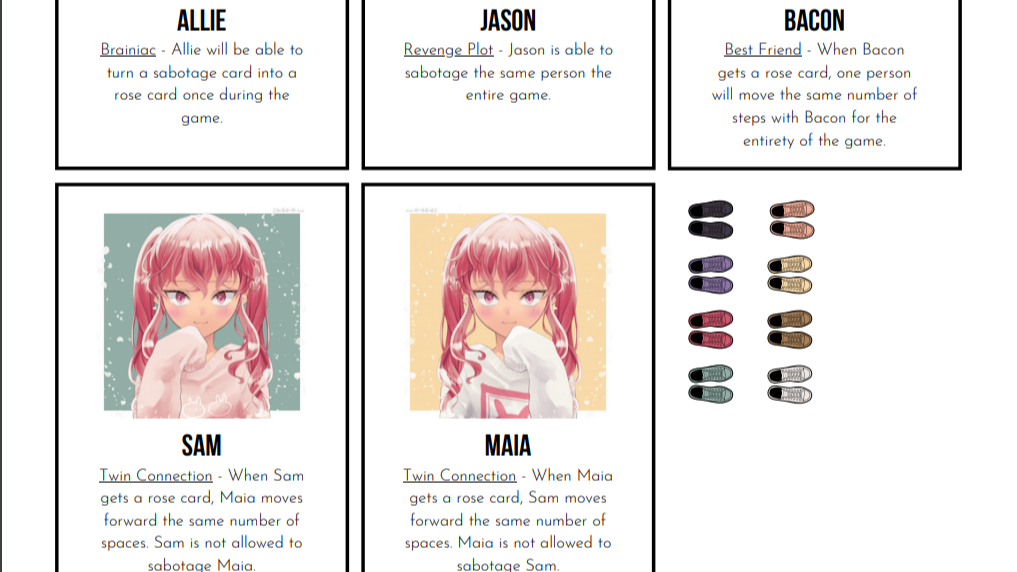 ALLIE
Brainiac - Allie will be able to
turn a sabotage card into a
rose card once during the
game.
JASON
Revenge Plot - Jason is able to
sabotage the same person the
entire game.
BACON
Best Friend - When Bacon
gets a rose card, one person
will move the same number of
steps with Bacon for the
entirety of the game.
SAM
Twin Connection - When Sam
gets a rose card, Maia moves
forward the same number of
spaces. Sam is not allowed to
sabotage Maia.
MAIA
Twin Connection - When Maia
gets a rose card, Sam moves
forward the same number of
spaces. Maia is not allowed to
sabotage Sam.